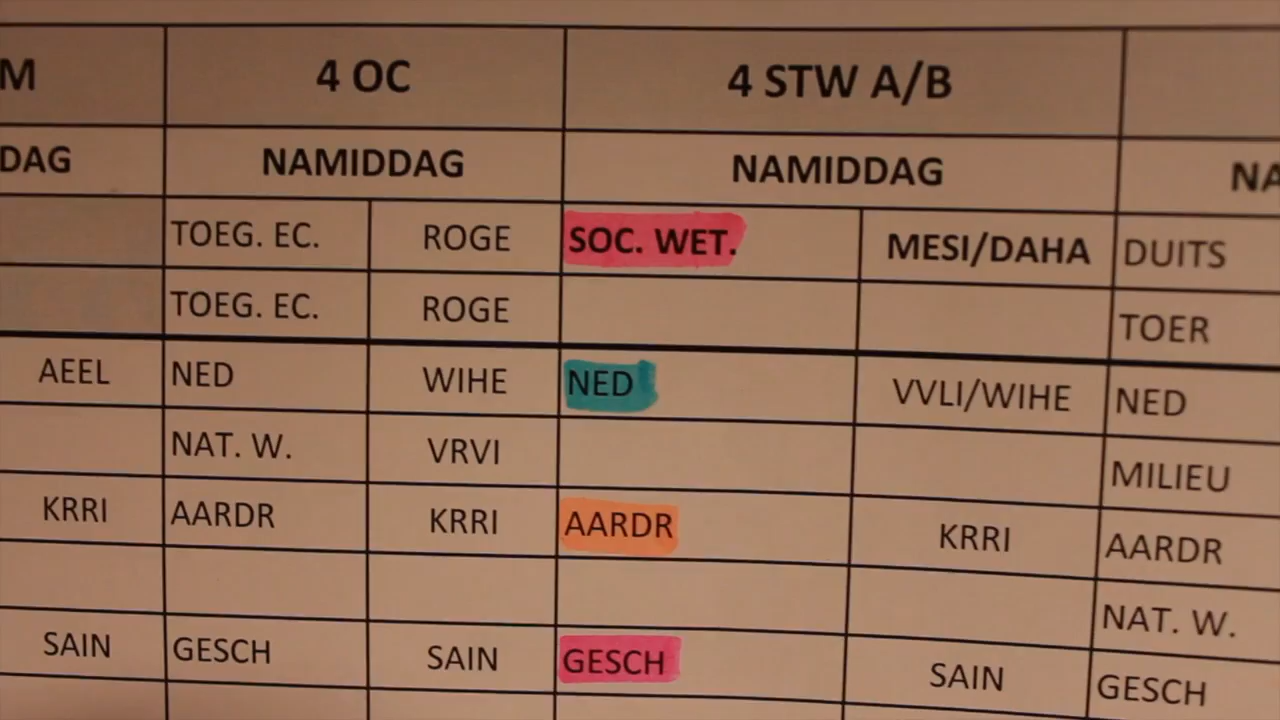 M 4 OC 4 STW A/B
DAG NAMIDDAG NAMIDDAG NA
TOEG. EC. ROGE SOC. WET. MESI/DAHA DUITS
TOEG. EC. ROGE TOER
AEEL NED WIHE NED VVLI/WIHE NED
NAT. W. VRVI MILIEU
KRRI AARDR KRRI AARDR KRRI AARDR
NAT. W.
SAIN GESCH SAIN GESCH SAIN GESCH